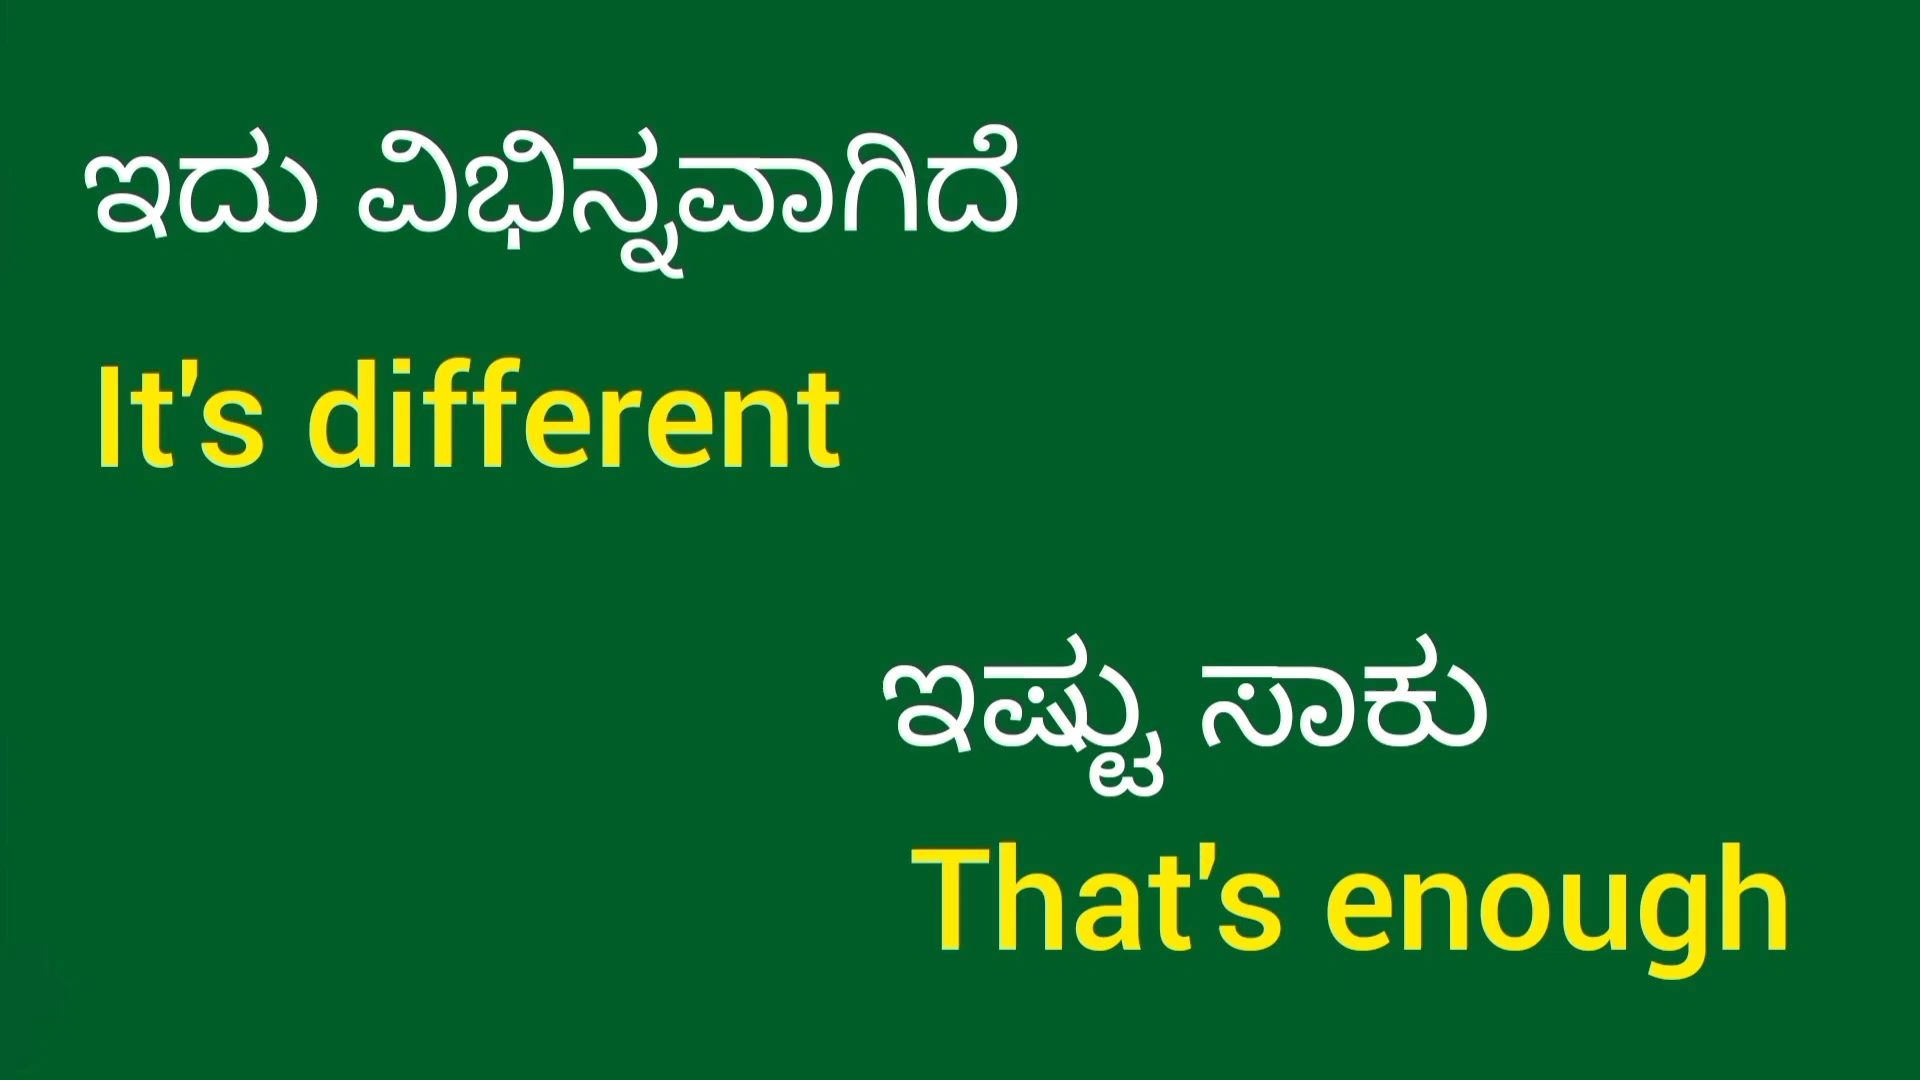 ಇದು ವಿಭಿನ್ನವಾಗಿದೆ
It's different
ಇಷ್ಟು ಸಾಕು
That's enough